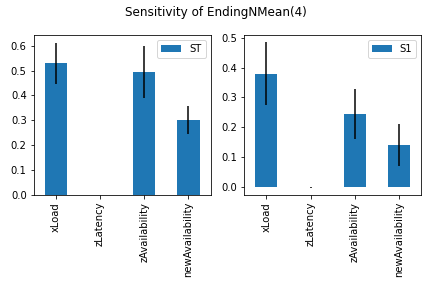 Sensitivity of EndingNMean(4)
ST
0.6
0.5
0.4
0.3
0.2
0.1
0.0
xLoad
zLatency
zAvailability
newAvailability
S1
0.5
0.4
0.3
0.2
0.1
0.0
xLoad
zLatency
zAvailability
newAvailability